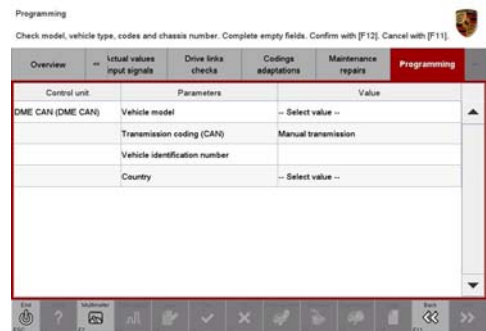 Programming
Check model, vehicle type, codes and chassis number. Complete empty fields. Confirm with [F12]. Cancel with [F11].
Overview
Actual values
input signals
Drive links
checks
Codings
adaptations
Maintenance
repairs
Programming
Control unit Parameters Value
DME CAN (DME CAN) Vehicle model -- Select value --
Transmission coding (CAN) Manual transmission
Vehicle identification number
Country -- Select value --
End Multimeter Back
ESC F1 F11